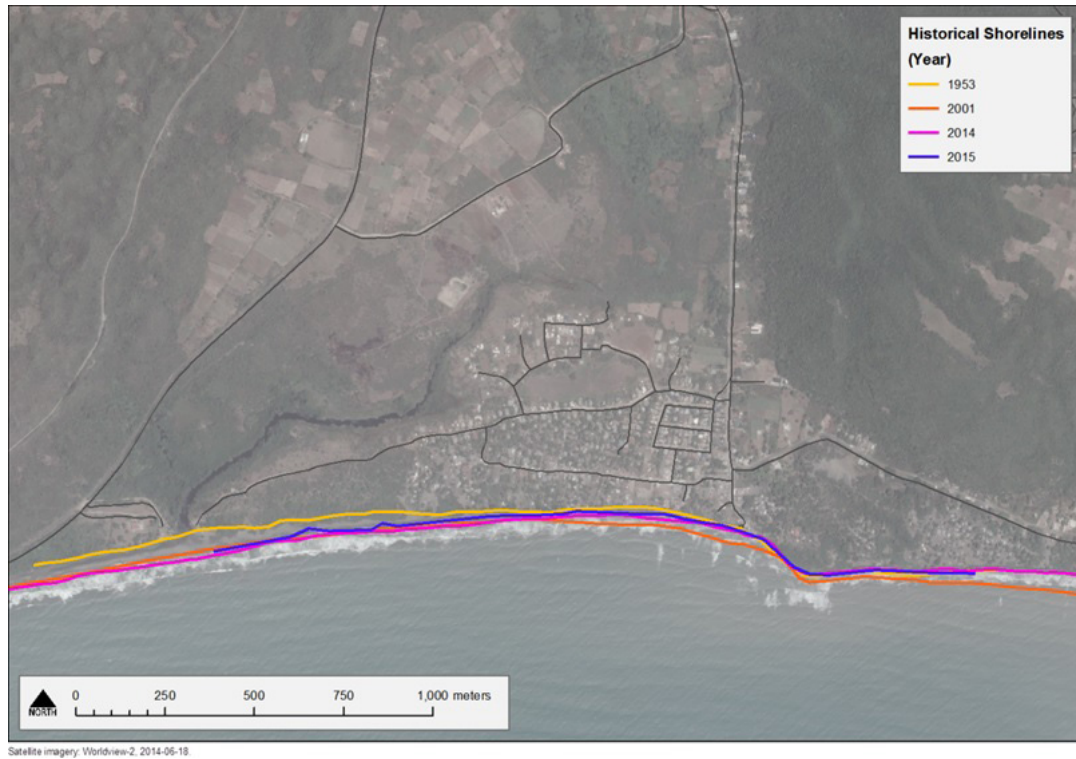 Historical Shorelines
(Year)
1953
2001
2014
2015
0 250 500 750 1,000 meters
NORTH
Satellite imagery: Worldview-2, 2014-06-18.